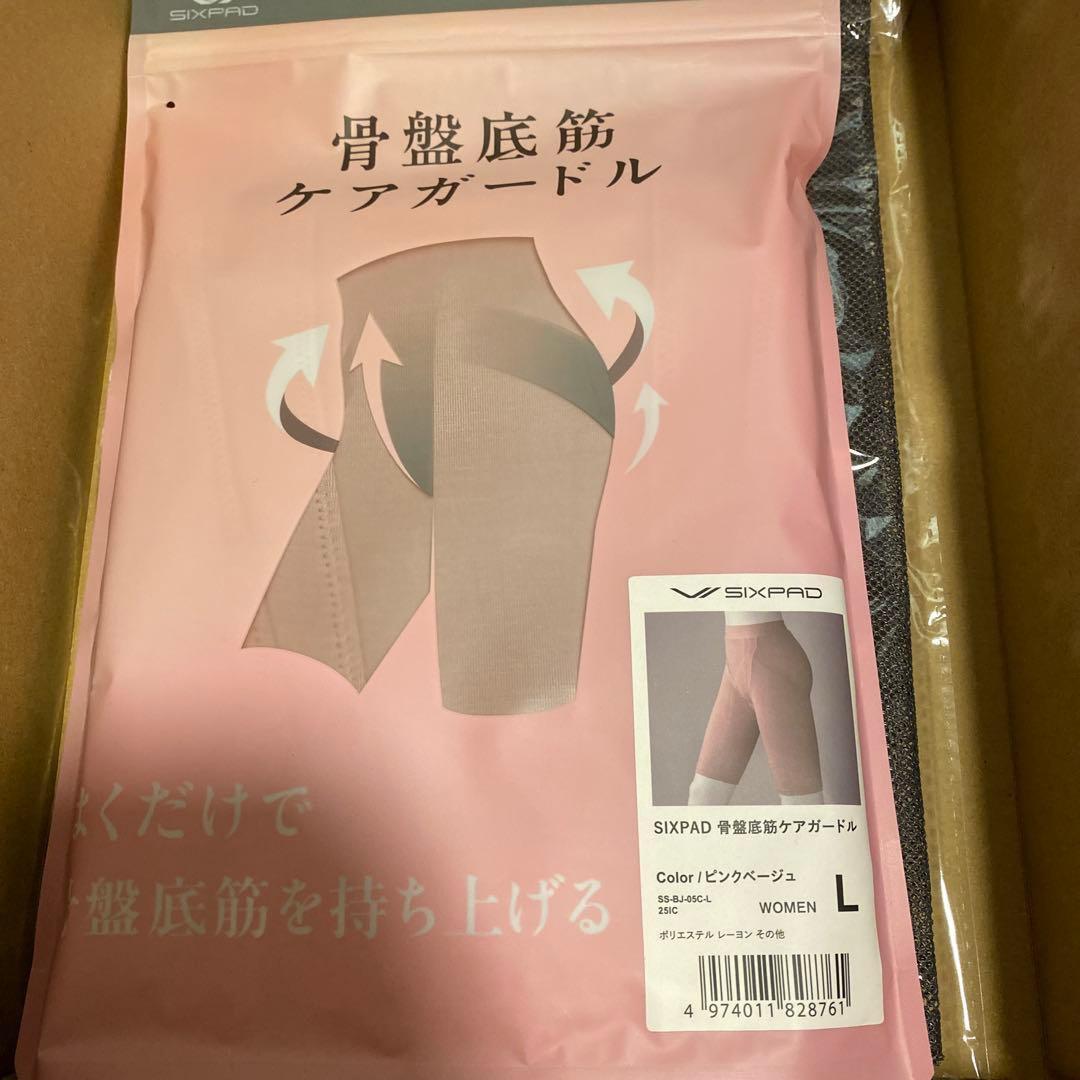 SIXPAD
骨盤底筋
ケアガードル
はくだけで
骨盤底筋を持ち上げる
SIXPAD
SIXPAD 骨盤底筋ケアガードル
Color / ピンクベージュ
SS-BJ-05C-L
25IC
WOMEN L
ポリエステル レーヨン その他
4 974011 828761